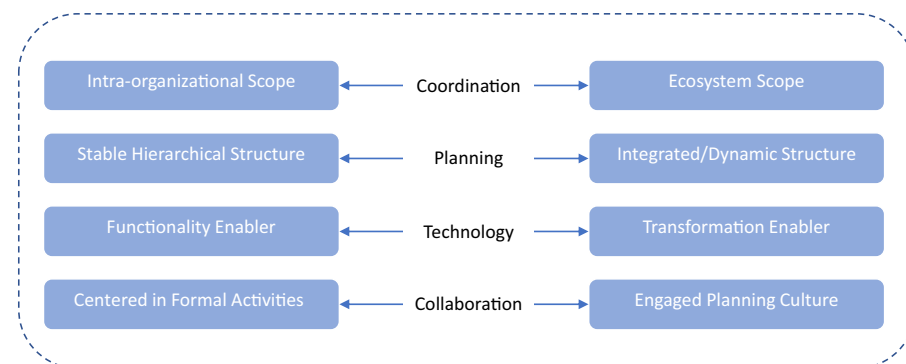 Intra-organizational Scope
Coordination
Ecosystem Scope
Stable Hierarchical Structure
Planning
Integrated/Dynamic Structure
Functionality Enabler
Technology
Transformation Enabler
Centered in Formal Activities
Collaboration
Engaged Planning Culture